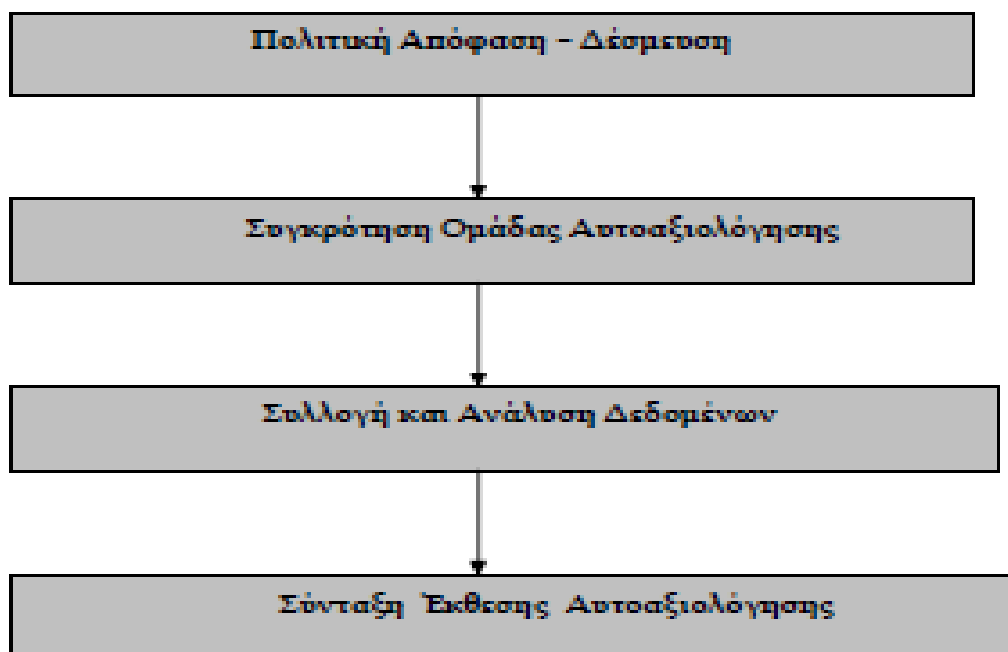 Πολιτική Απόφαση – Δέσμευση
Συγκρότηση Ομάδας Αυτοαξιολόγησης
Συλλογή και Ανάλυση Δεδομένων
Σύνταξη Έκθεσης Αυτοαξιολόγησης